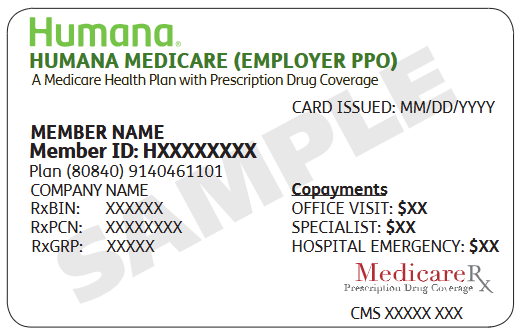 Humana®
HUMANA MEDICARE (EMPLOYER PPO)
A Medicare Health Plan with Prescription Drug Coverage
CARD ISSUED: MM/DD/YYYY
MEMBER NAME
Member ID: HXXXXXXXX
Plan (80840) 9140461101
COMPANY NAME
RxBIN: XXXXXX
RxPCN: XXXXXXXX
RxGRP: XXXXX
Copayments
OFFICE VISIT: $XX
SPECIALIST: $XX
HOSPITAL EMERGENCY: $XX
MedicareRx
Prescription Drug Coverage
CMS XXXXX XXX
SAMPLE